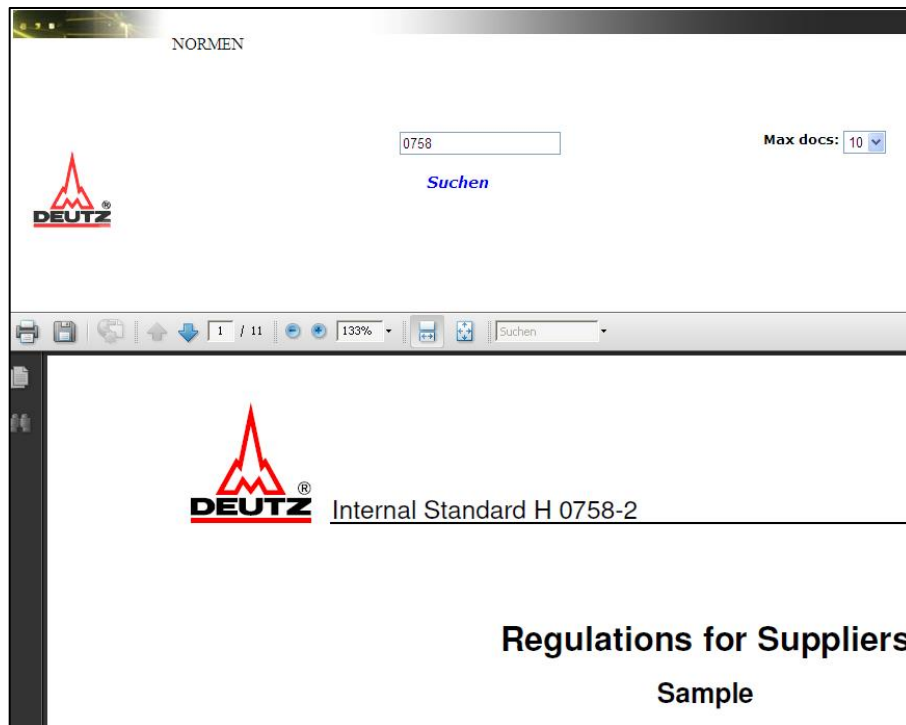 NORMEN
0758
Max docs: 10
Suchen
DEUTZ ®
1 / 11 133% Suchen
DEUTZ ®
Internal Standard H 0758-2
Regulations for Suppliers
Sample